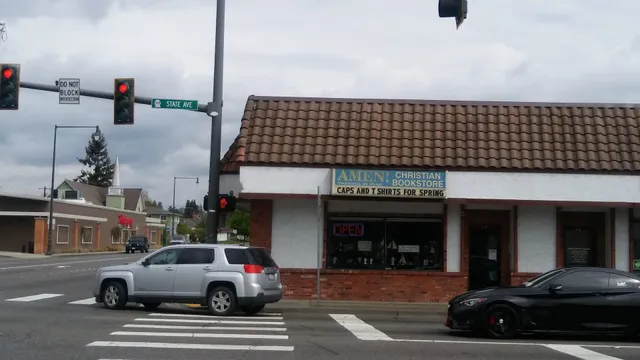 DO NOT
BLOCK
INTERSECTION
STATE AVE
AMEN!
CHRISTIAN
BOOKSTORE
CAPS AND T SHIRTS FOR SPRING
OPEN